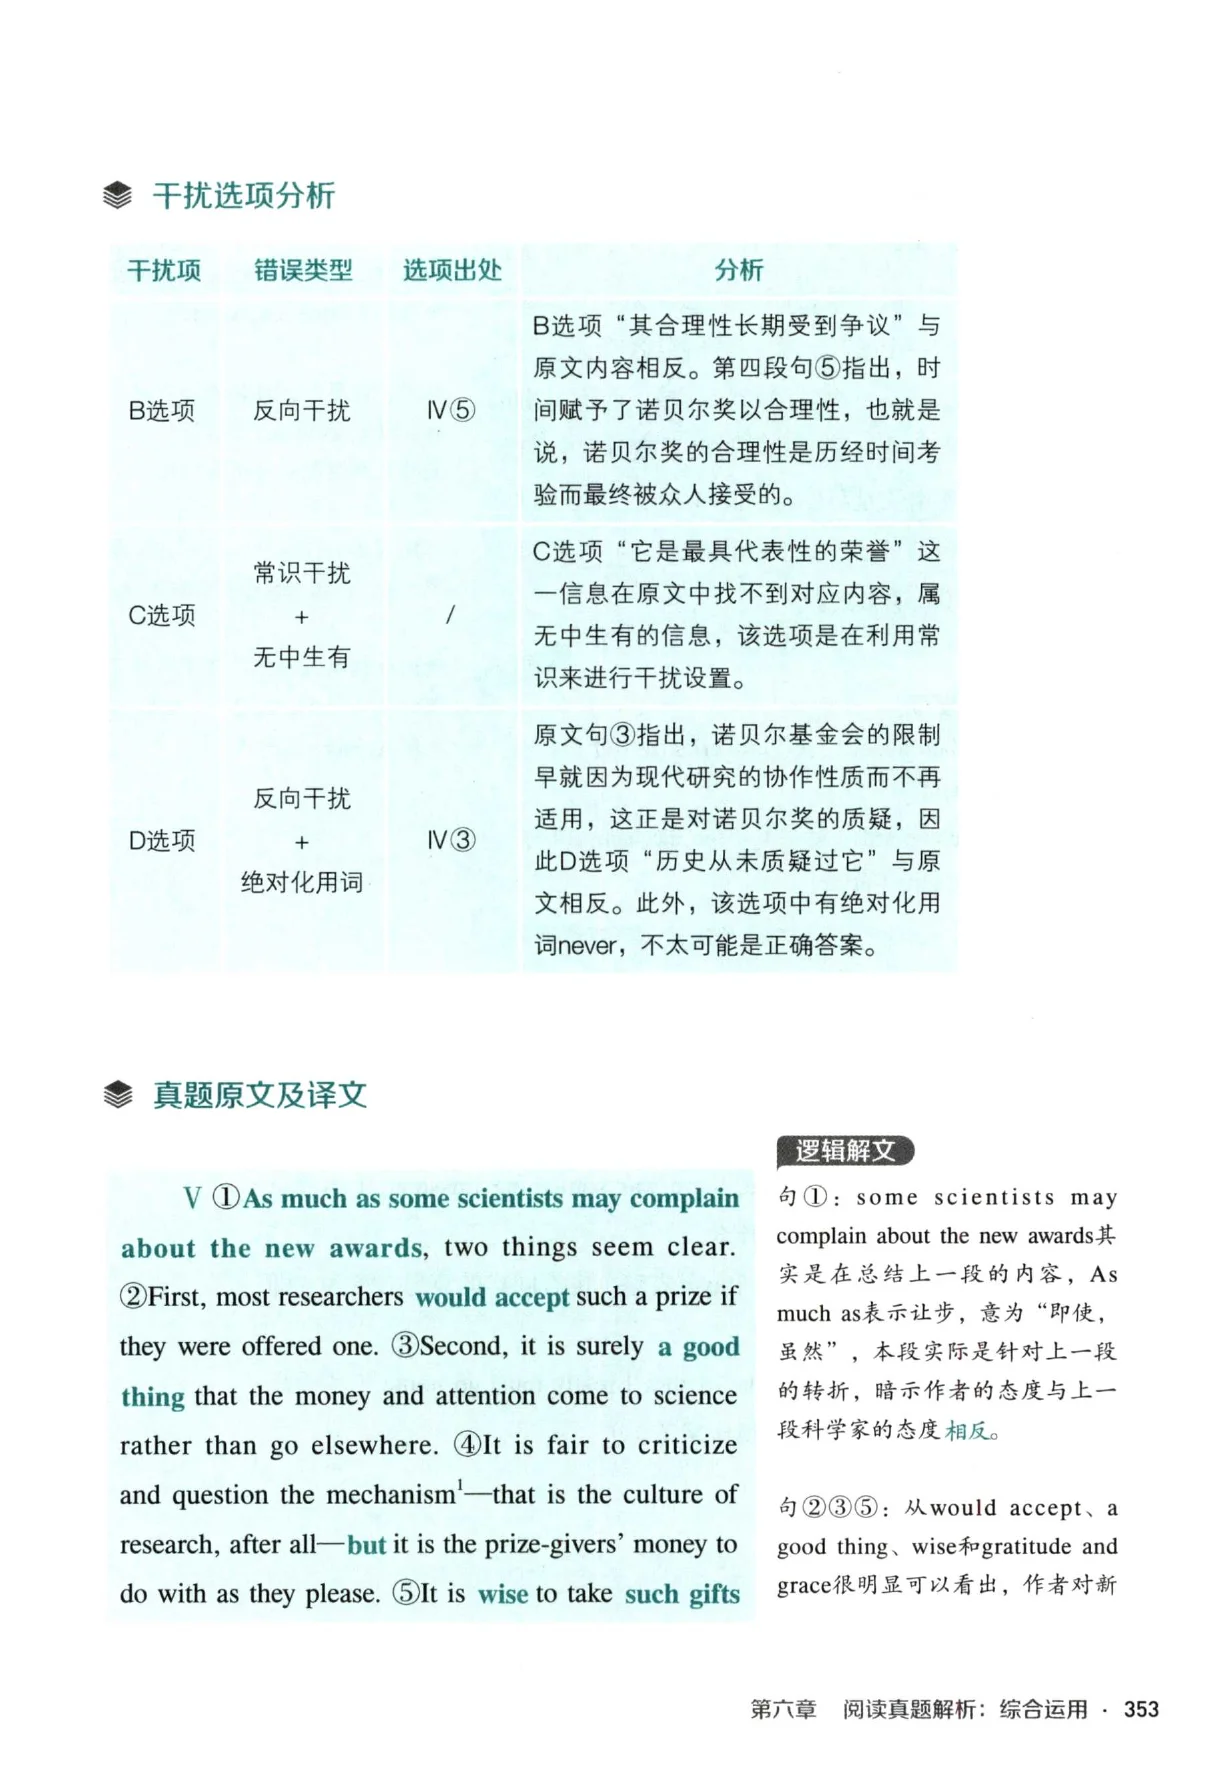 干扰选项分析
干扰项 错误类型 选项出处 分析
B选项 反向干扰 Ⅳ⑤
B选项“其合理性长期受到争议”与
原文内容相反。第四段句⑤指出，时
间赋予了诺贝尔奖以合理性，也就是
说，诺贝尔奖的合理性是历经时间考
验而最终被众人接受的。
C选项
常识干扰
+
无中生有
/
C选项“它是最具代表性的荣誉”这
一信息在原文中找不到对应内容，属
无中生有的信息，该选项是在利用常
识来进行干扰设置。
D选项
反向干扰
+
绝对化用词
Ⅳ③
原文句③指出，诺贝尔基金会的限制
早就因为现代研究的协作性质而不再
适用，这正是对诺贝尔奖的质疑，因
此D选项“历史从未质疑过它”与原
文相反。此外，该选项中有绝对化用
词never，不太可能是正确答案。
真题原文及译文
Ⅴ ①As much as some scientists may complain
about the new awards, two things seem clear.
②First, most researchers would accept such a prize if
they were offered one. ③Second, it is surely a good
thing that the money and attention come to science
rather than go elsewhere. ④It is fair to criticize
and question the mechanism¹—that is the culture of
research, after all—but it is the prize-givers’ money to
do with as they please. ⑤It is wise to take such gifts
逻辑解文
句①：some scientists may
complain about the new awards其
实是在总结上一段的内容，As
much as表示让步，意为“即使，
虽然”，本段实际是针对上一段
的转折，暗示作者的态度与上一
段科学家的态度相反。
句②③⑤：从would accept、a
good thing、wise和gratitude and
grace很明显可以看出，作者对新
第六章 阅读真题解析：综合运用 · 353